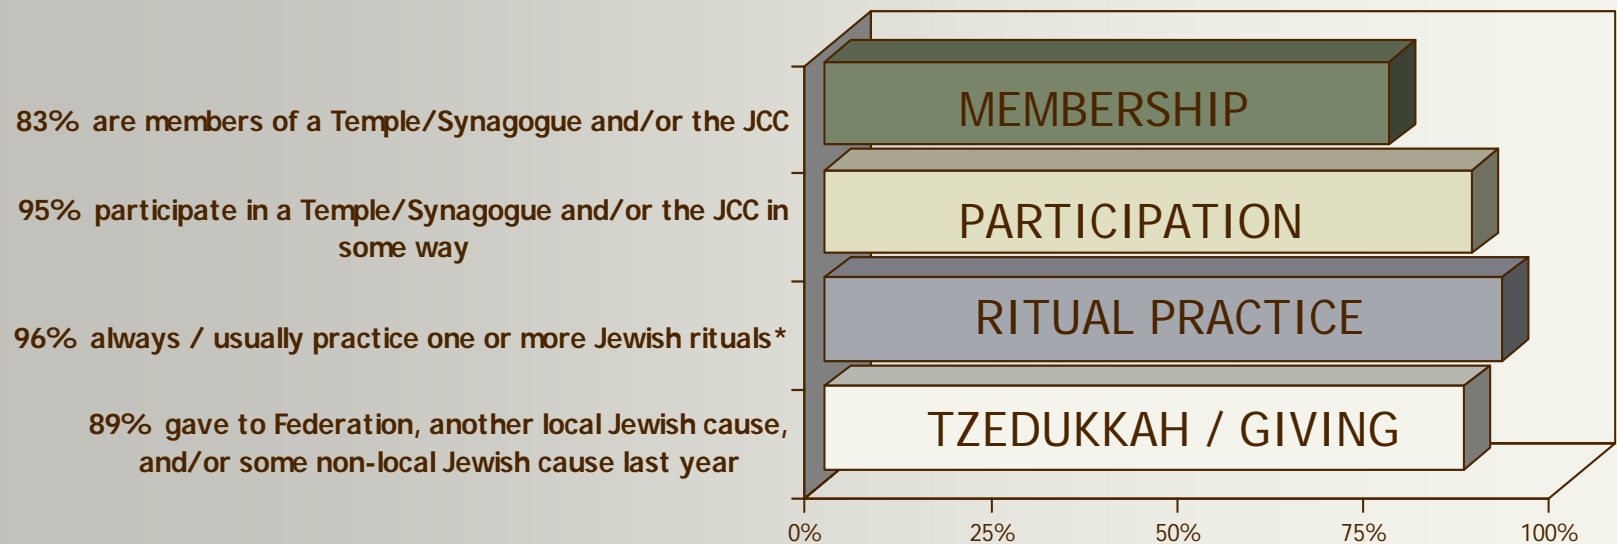 83% are members of a Temple/Synagogue and/or the JCC
MEMBERSHIP
95% participate in a Temple/Synagogue and/or the JCC in
some way
PARTICIPATION
96% always / usually practice one or more Jewish rituals*
RITUAL PRACTICE
89% gave to Federation, another local Jewish cause,
and/or some non-local Jewish cause last year
TZEDUKKAH / GIVING
0% 25% 50% 75% 100%